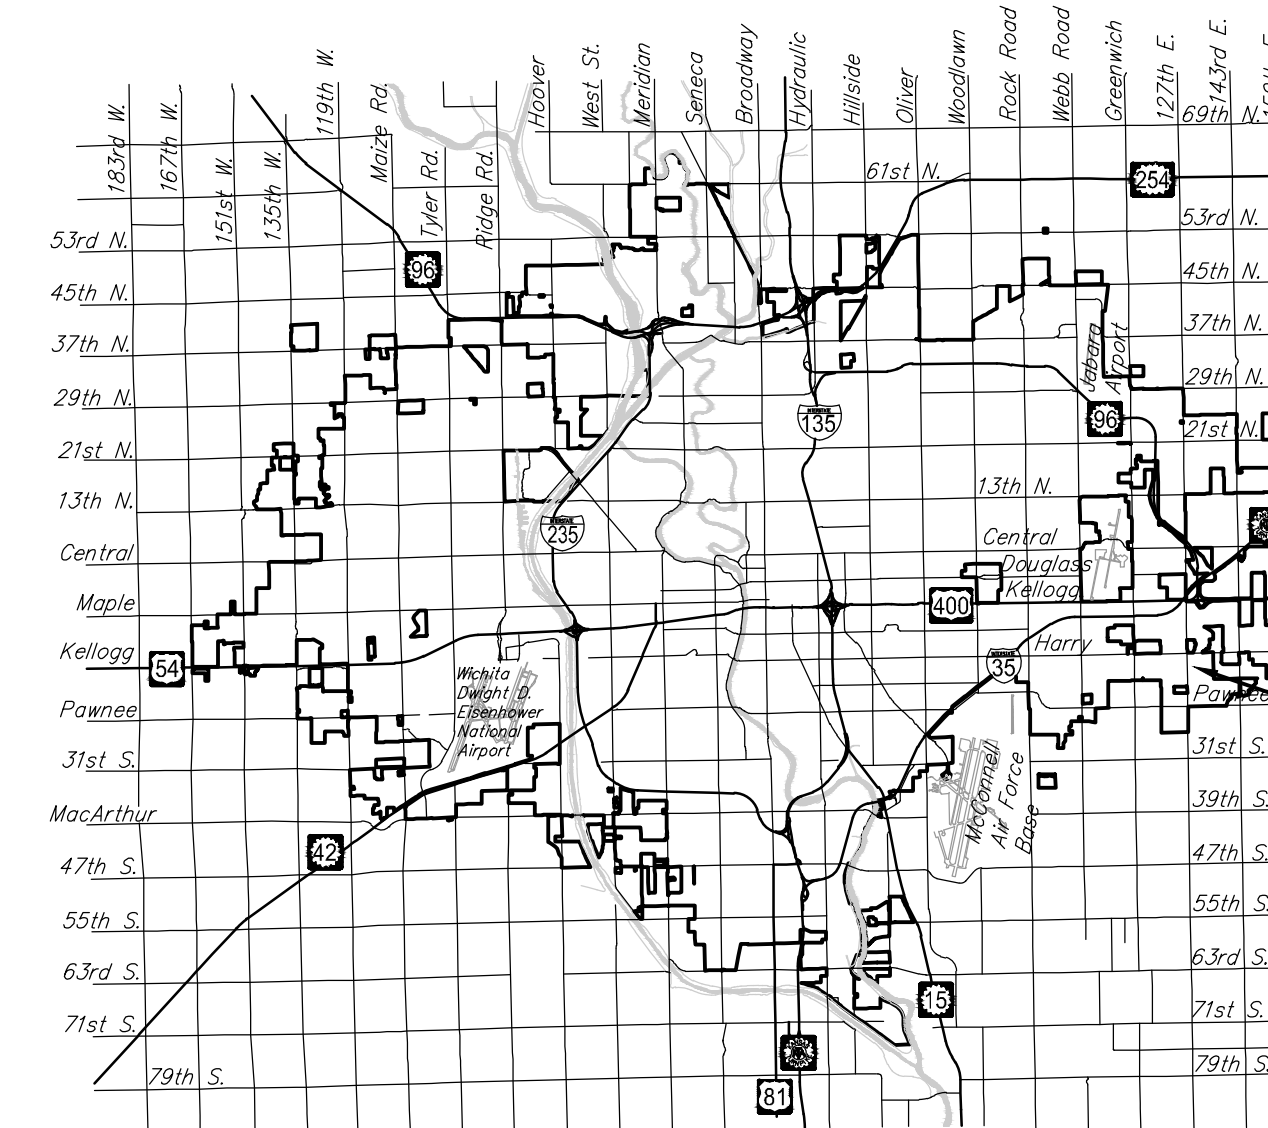 183rd W.
167th W.
151st W.
135th W.
119th W.
Maize Rd.
Tyler Rd.
Ridge Rd.
Hoover
West St.
Meridian
Seneca
Broadway
Hydraulic
Hillside
Oliver
Woodlawn
Rock Road
Webb Road
Greenwich
127th E.
143rd E.
69th N.
61st N.
254
53rd N.
53rd N.
96
45th N.
45th N.
37th N.
37th N.
Jabara
Airport
29th N.
29th N.
INTERSTATE
135
96
21st N.
21st N.
13th N.
13th N.
INTERSTATE
235
Central
Central
Douglass
Maple
Kellogg
400
Kellogg
54
Harry
INTERSTATE
35
Wichita
Dwight D.
Eisenhower
National
Airport
Pawnee
Pawnee
31st S.
31st S.
McConnell
Air Force
Base
MacArthur
39th S.
42
47th S.
47th S.
55th S.
55th S.
63rd S.
63rd S.
15
71st S.
71st S.
79th S.
79th S.
81